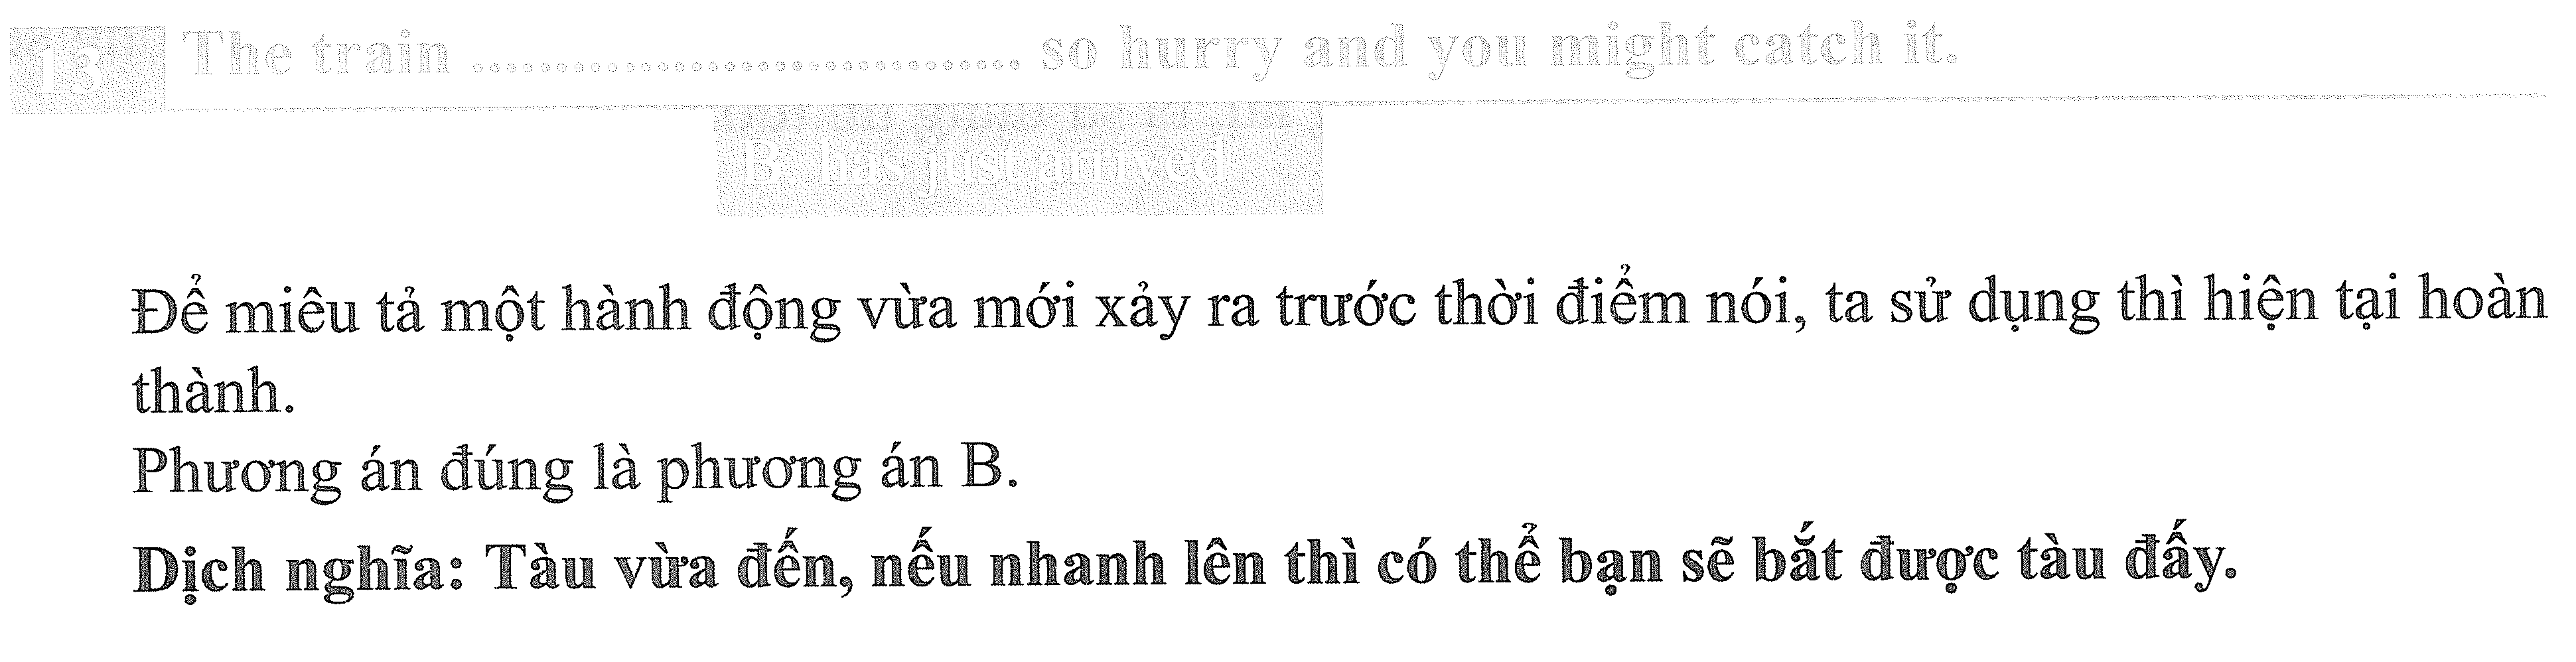 13 The train .................................. so hurry and you might catch it.
B has just arrived
Để miêu tả một hành động vừa mới xảy ra trước thời điểm nói, ta sử dụng thì hiện tại hoàn
thành.
Phương án đúng là phương án B.
Dịch nghĩa: Tàu vừa đến, nếu nhanh lên thì có thể bạn sẽ bắt được tàu đấy.